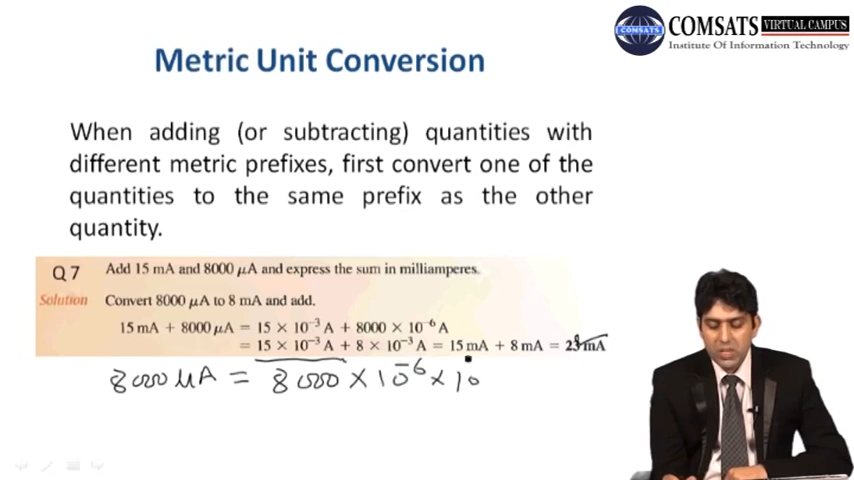 COMSATS VIRTUAL CAMPUS
COMSATS
Institute Of Information Technology
Metric Unit Conversion
When adding (or subtracting) quantities with
different metric prefixes, first convert one of the
quantities to the same prefix as the other
quantity.
Q 7 Add 15 mA and 8000 μA and express the sum in milliamperes.
Solution Convert 8000 μA to 8 mA and add.
15 mA + 8000 μA = 15 × 10⁻³ A + 8000 × 10⁻⁶ A
= 15 × 10⁻³ A + 8 × 10⁻³ A = 15 mA + 8 mA = 23 mA
8000 μA = 8000 × 10⁻⁶ × 10